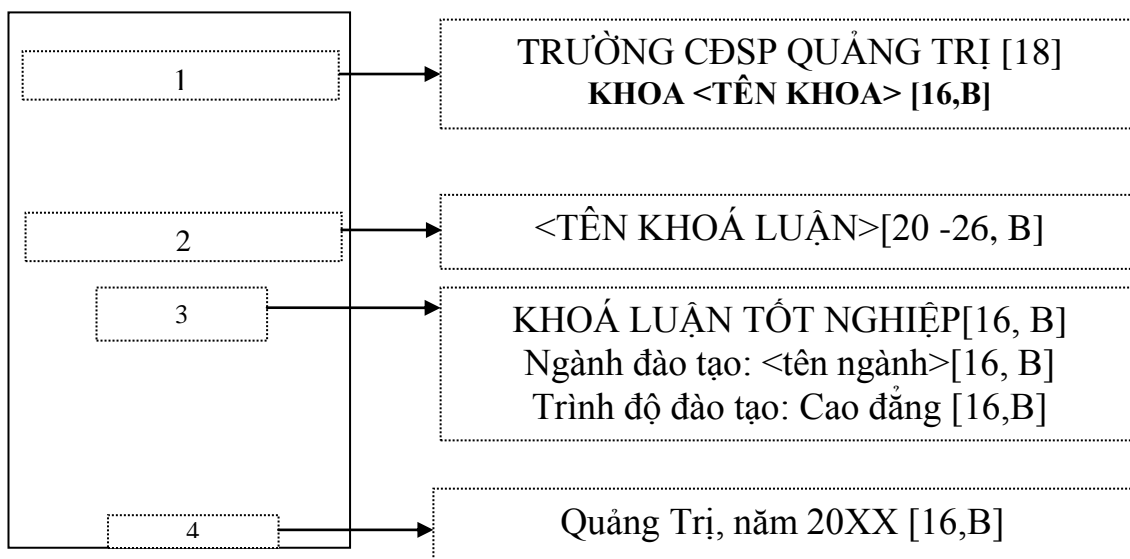 1
TRƯỜNG CĐSP QUẢNG TRỊ [18]
KHOA <TÊN KHOA> [16,B]
2
<TÊN KHOÁ LUẬN>[20 -26, B]
3
KHOÁ LUẬN TỐT NGHIỆP[16, B]
Ngành đào tạo: <tên ngành>[16, B]
Trình độ đào tạo: Cao đẳng [16,B]
4
Quảng Trị, năm 20XX [16,B]